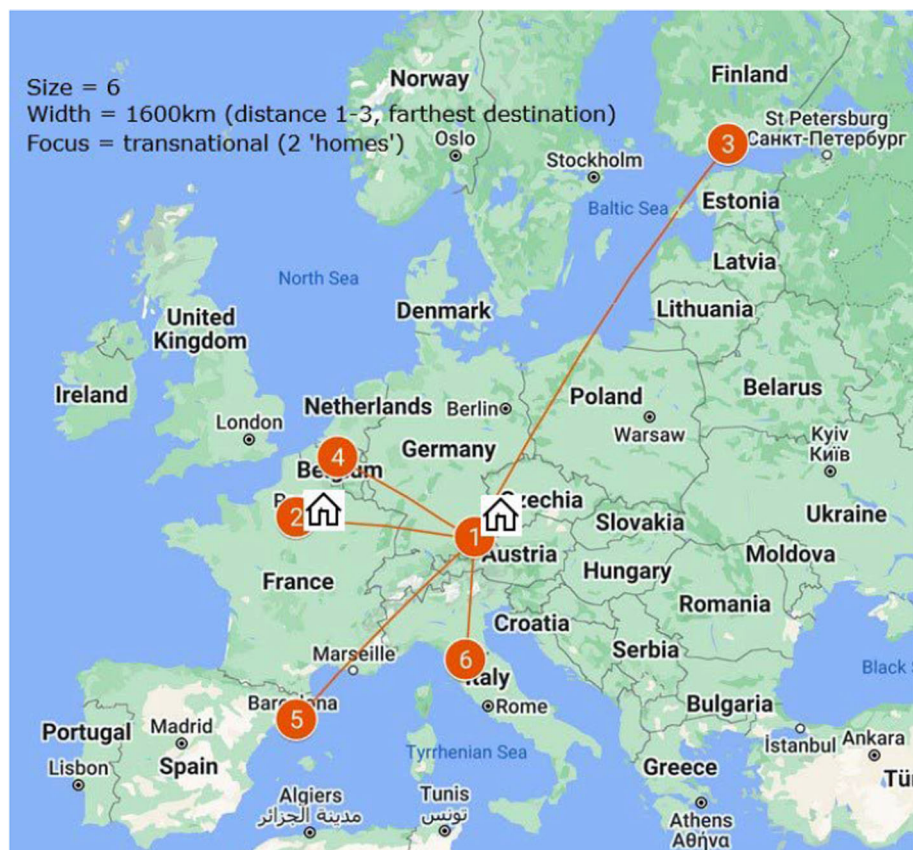 Size = 6
Width = 1600km (distance 1-3, farthest destination)
Focus = transnational (2 'homes')
Norway
Finland
St Petersburg
Санкт-Петербург
Oslo
3
Stockholm
Baltic Sea
Estonia
North Sea
Latvia
Denmark
Lithuania
United
Kingdom
Ireland
Netherlands
Berlin
Poland
Belarus
London
Germany
Warsaw
Kyiv
Київ
4
Belgium
Czechia
2
1
Slovakia
Ukraine
Austria
Moldova
France
Hungary
Romania
Croatia
Marseille
6
Serbia
Italy
Black
Barcelona
5
Rome
Bulgaria
Portugal
Madrid
İstanbul
Ankara
Lisbon
Spain
Tyrrhenian Sea
Greece
Tü
Algiers
مدينة الجزائر
Tunis
تونس
Athens
Αθήνα